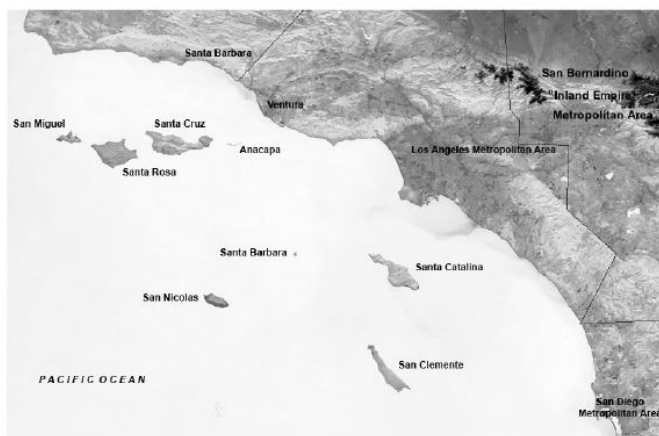 Santa Barbara
San Bernardino
"Inland Empire"
Metropolitan Area
Ventura
San Miguel
Santa Cruz
Anacapa
Los Angeles Metropolitan Area
Santa Rosa
Santa Barbara
Santa Catalina
San Nicolas
San Clemente
PACIFIC OCEAN
San Diego
Metropolitan Area